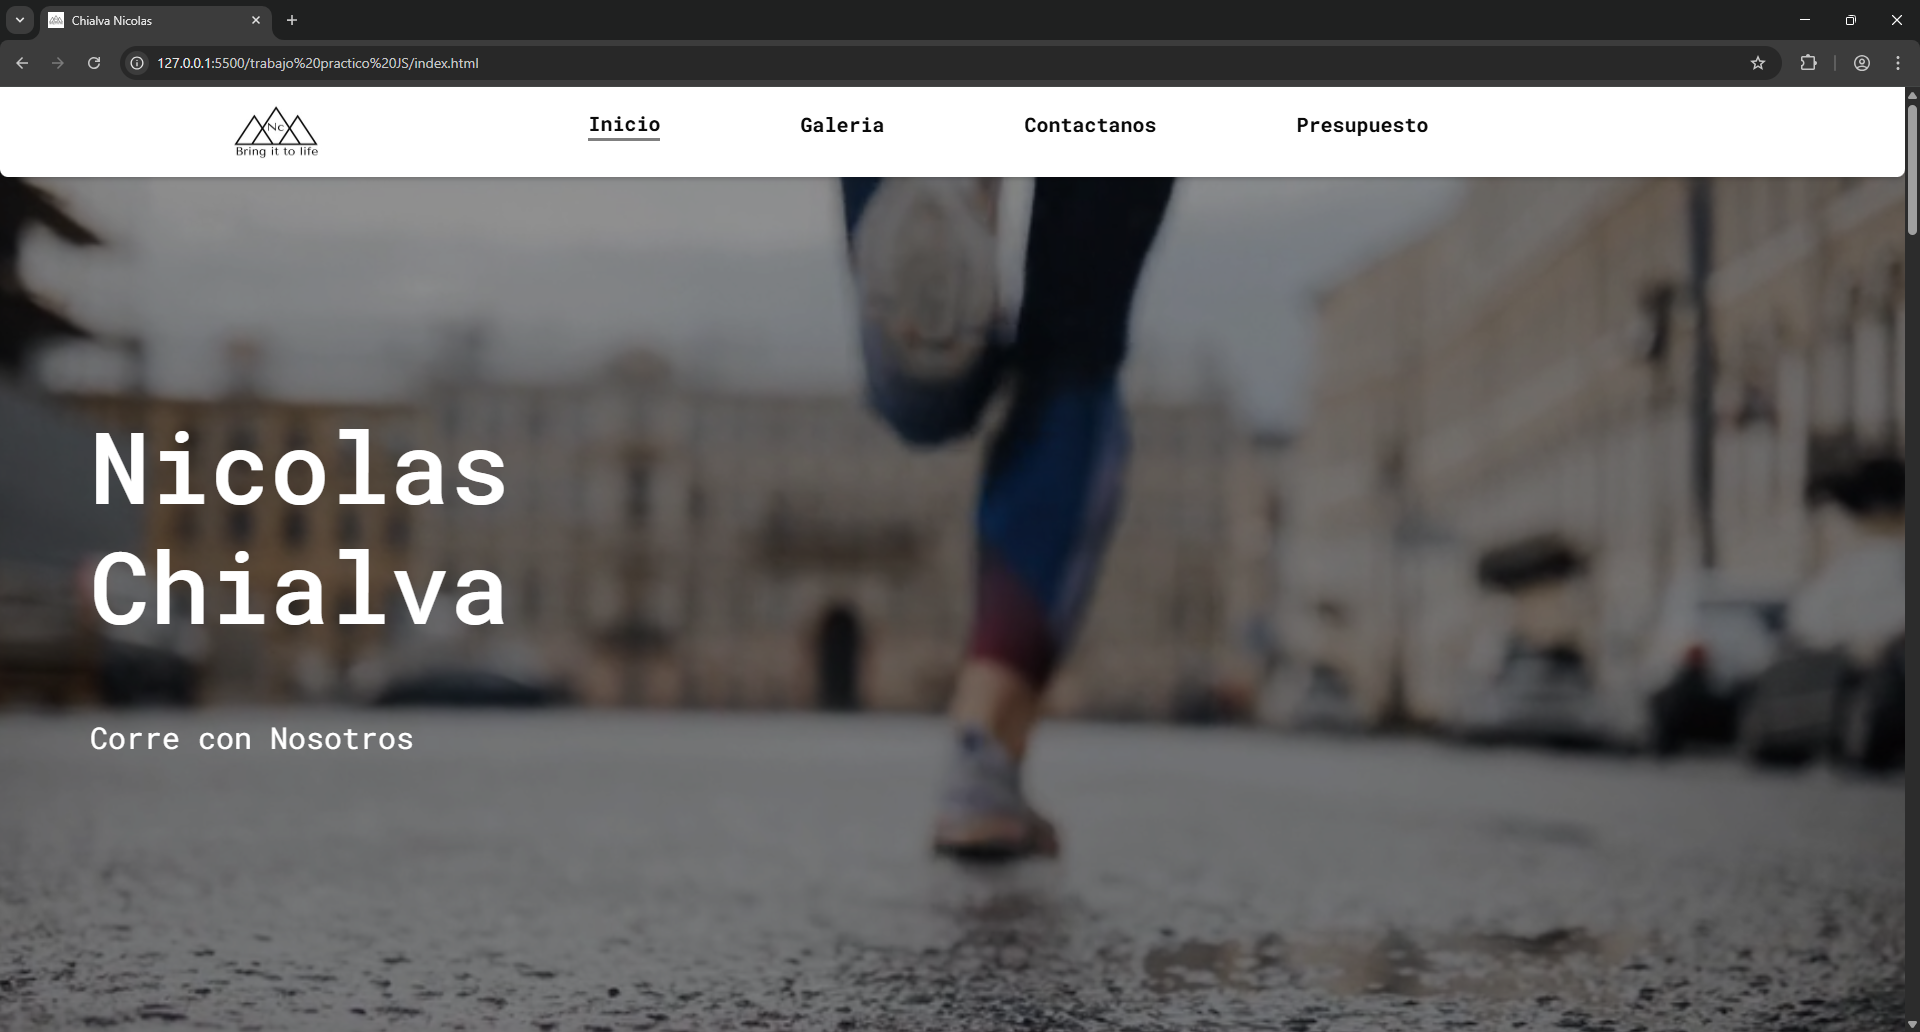 Chialva Nicolas
127.0.0.1:5500/trabajo%20practico%20JS/index.html
Nc
Bring it to life
Inicio
Galeria
Contactanos
Presupuesto
Nicolas
Chialva
Corre con Nosotros